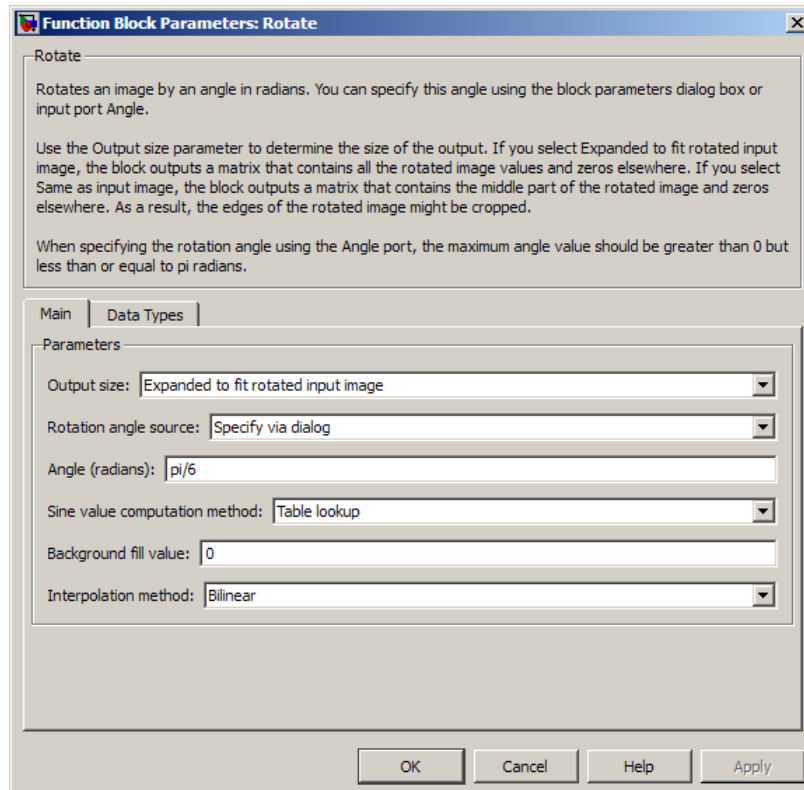 Function Block Parameters: Rotate
Rotate
Rotates an image by an angle in radians. You can specify this angle using the block parameters dialog box or
input port Angle.
Use the Output size parameter to determine the size of the output. If you select Expanded to fit rotated input
image, the block outputs a matrix that contains all the rotated image values and zeros elsewhere. If you select
Same as input image, the block outputs a matrix that contains the middle part of the rotated image and zeros
elsewhere. As a result, the edges of the rotated image might be cropped.
When specifying the rotation angle using the Angle port, the maximum angle value should be greater than 0 but
less than or equal to pi radians.
Main Data Types
Parameters
Output size: Expanded to fit rotated input image
Rotation angle source: Specify via dialog
Angle (radians): pi/6
Sine value computation method: Table lookup
Background fill value: 0
Interpolation method: Bilinear
OK Cancel Help Apply